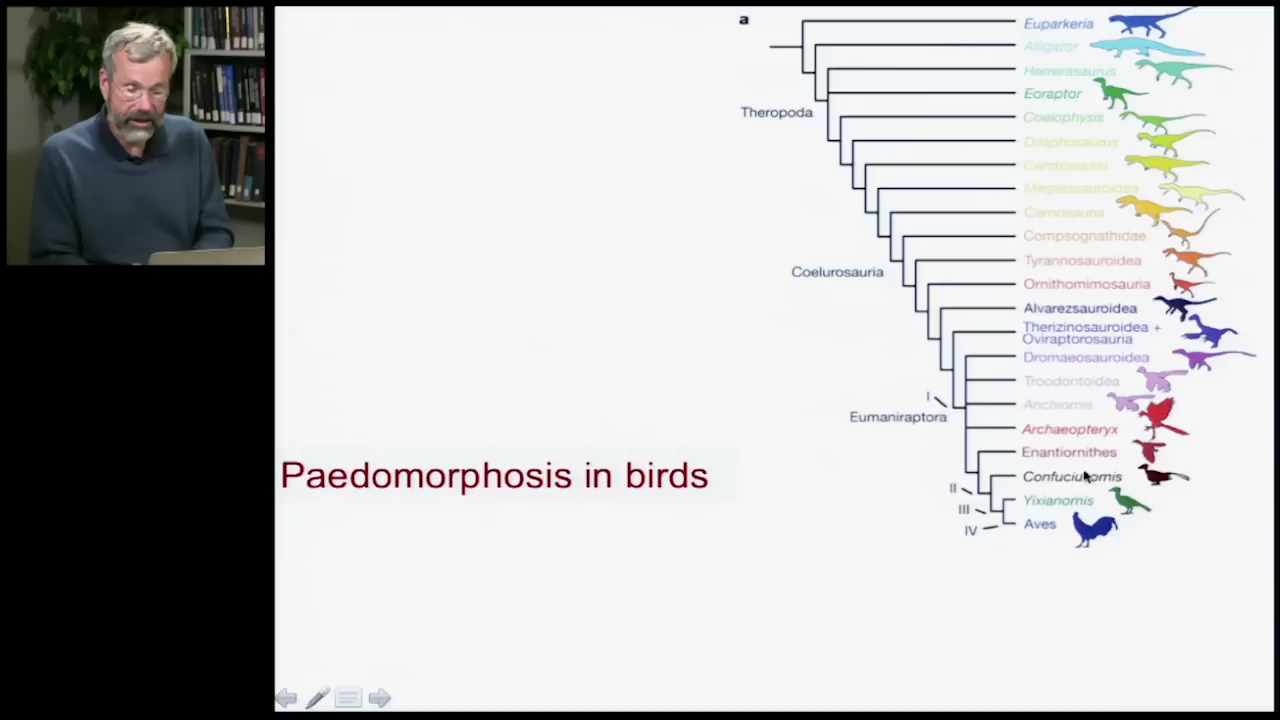 a
Euparkeria
Alligator
Herrerasaurus
Eoraptor
Coelophysis
Theropoda
Dilophosaurus
Ceratosauria
Megalosauroidea
Carnosauria
Compsognathidae
Tyrannosauroidea
Coelurosauria
Ornithomimosauria
Alvarezsauroidea
Therizinosauroidea +
Oviraptorosauria
Dromaeosauroidea
Troodontoidea
I
Anchiornis
Eumaniraptora
Archaeopteryx
Enantiornithes
Paedomorphosis in birds
Confuciusornis
II
Yixianornis
III
Aves
IV